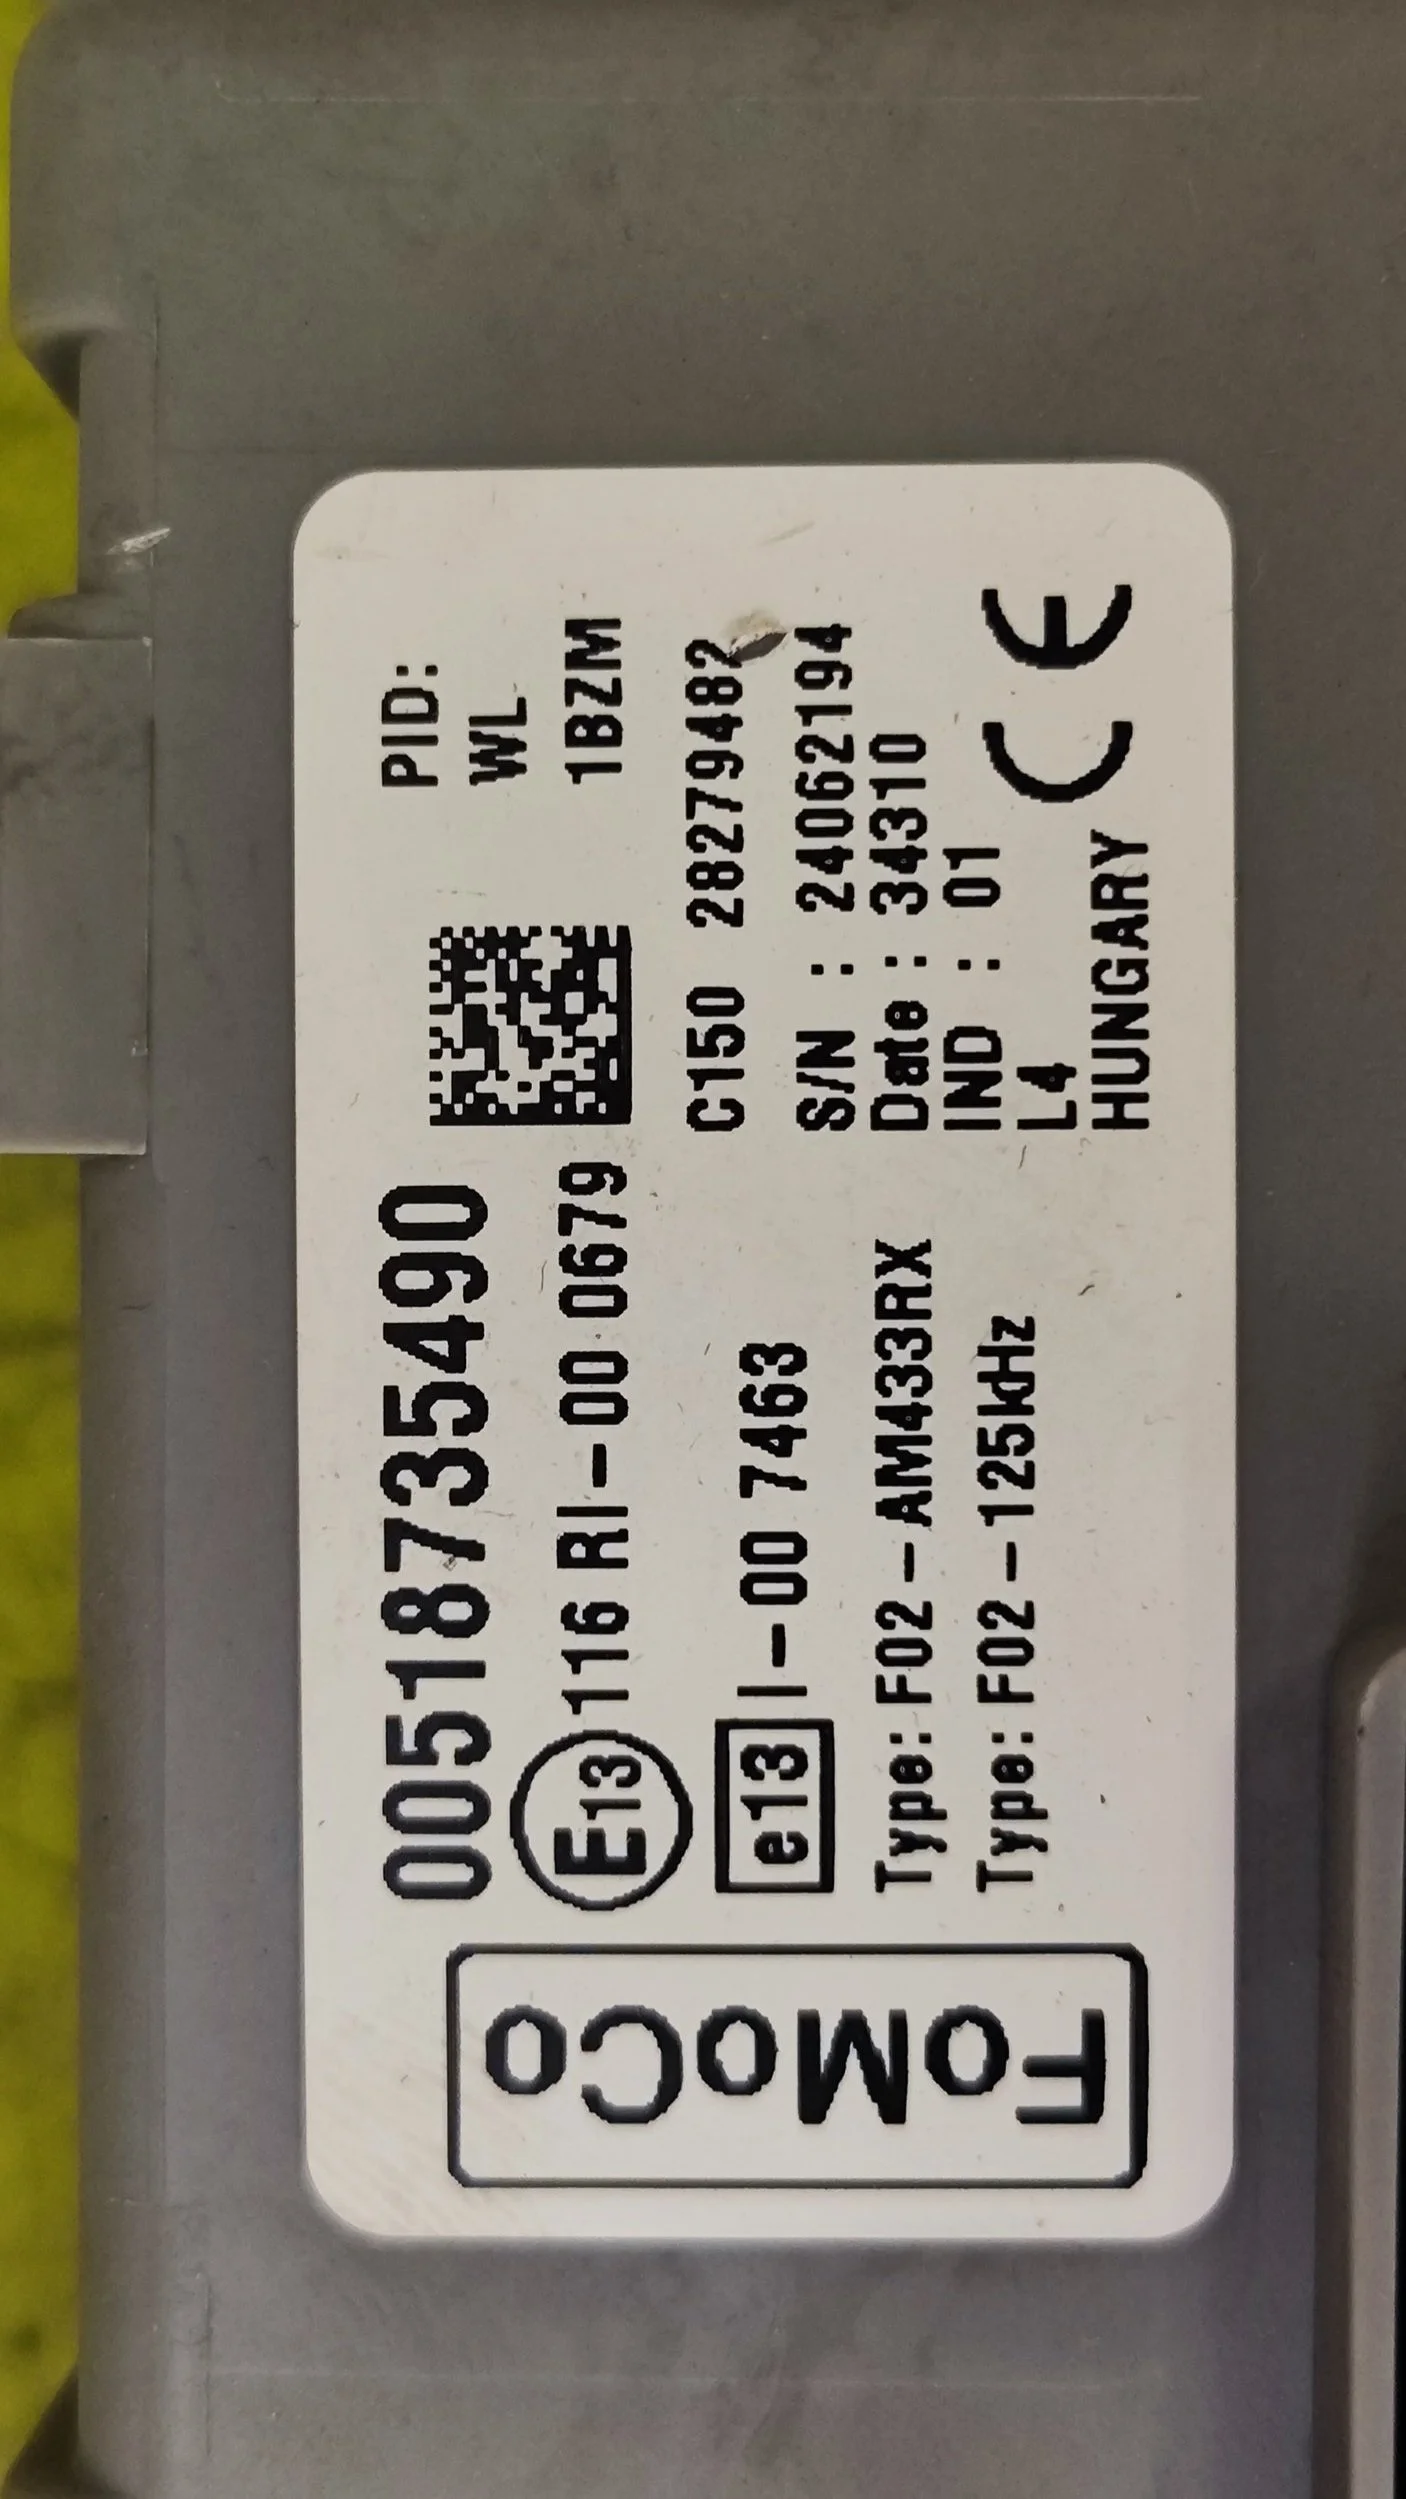 FoMoCo
00518735490
E13 116 RI-00 0679
e13 I-00 7463
Type: F02-AM433RX
Type: F02-125kHz
PID:
WL
1BZM
C150 28279482
S/N : 24062194
Date : 34310
IND : 01
L4
HUNGARY CE